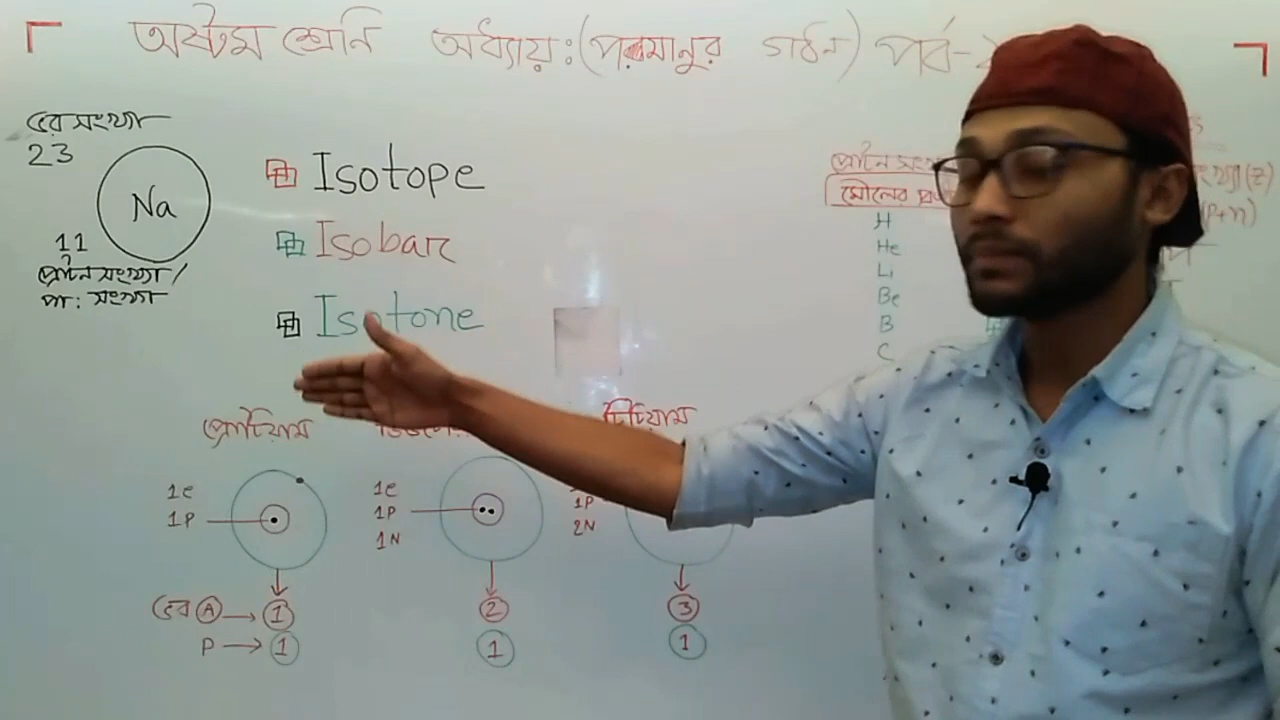 অষ্টম শ্রেনি অধ্যায়:(পরমানুর গঠন) পর্ব-
ভর সংখ্যা
23
Na
11
প্রোটন সংখ্যা /
পা: সংখ্যা
Isotope
Isobar
Isotone
প্রোটন সংখ্যা
মৌলের
সংখ্যা(z)
(P+n)
H
He
Li
Be
B
C
প্রোটিয়াম
টিটিয়াম
1e
1P
1e
1P
1N
1P
2N
ভর A → 1
2
3
P → 1
1
1